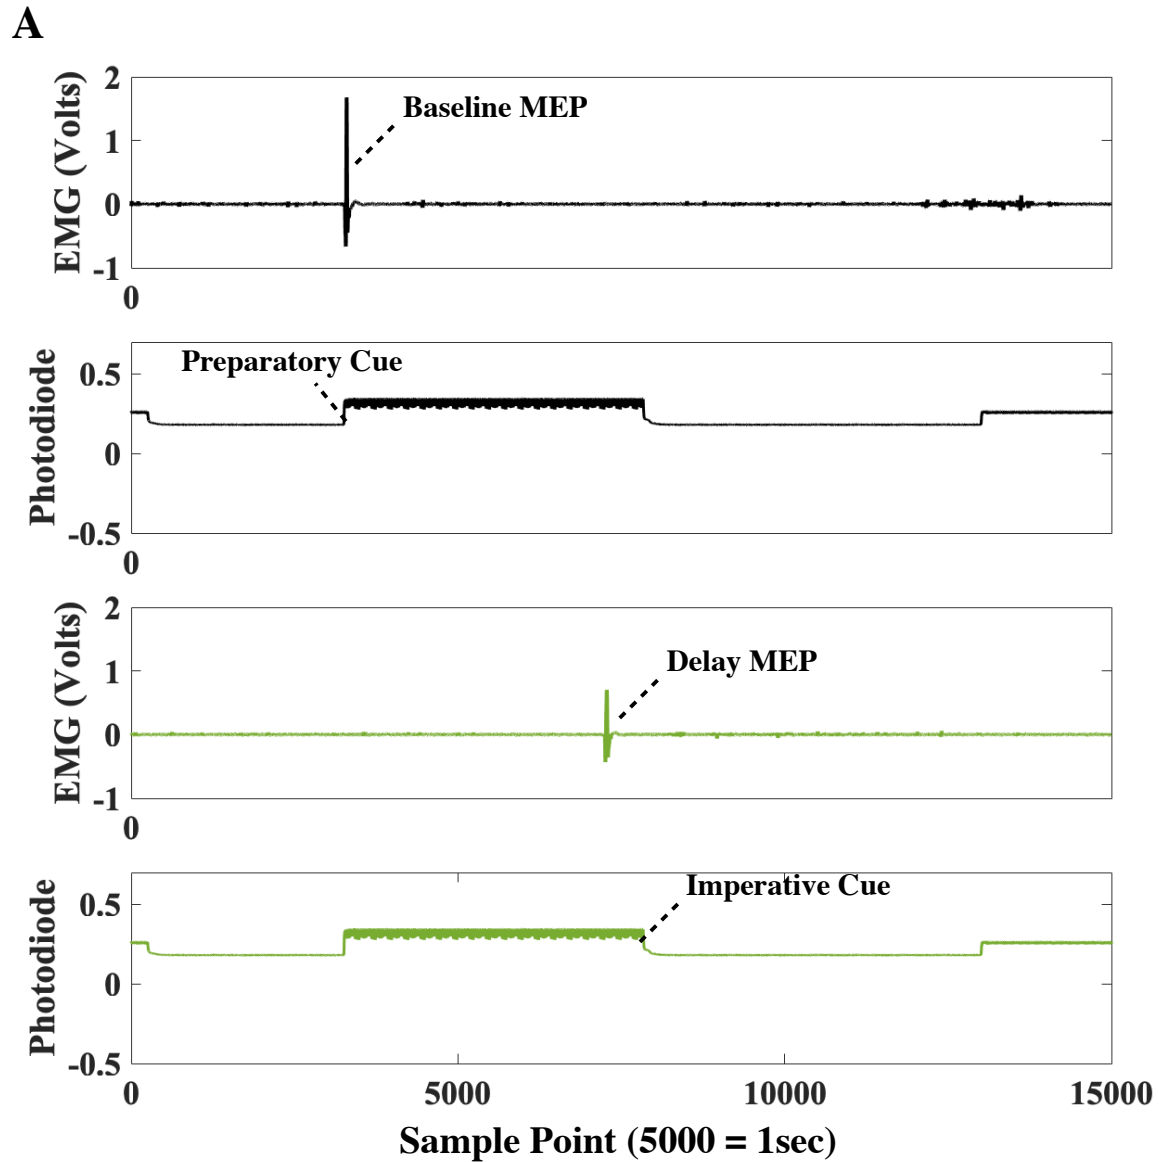 A
EMG (Volts)
2
1
0
-1
0
Baseline MEP
Photodiode
0.5
0
-0.5
0
Preparatory Cue
EMG (Volts)
2
1
0
-1
0
Delay MEP
Photodiode
0.5
0
-0.5
Imperative Cue
0 5000 10000 15000
Sample Point (5000 = 1sec)